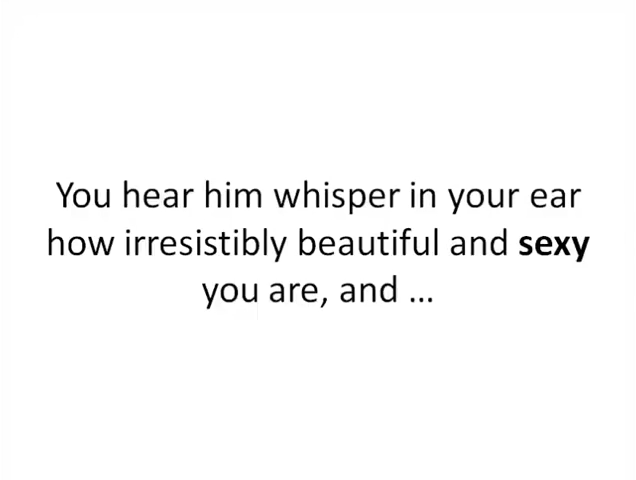 You hear him whisper in your ear
how irresistibly beautiful and sexy
you are, and ...